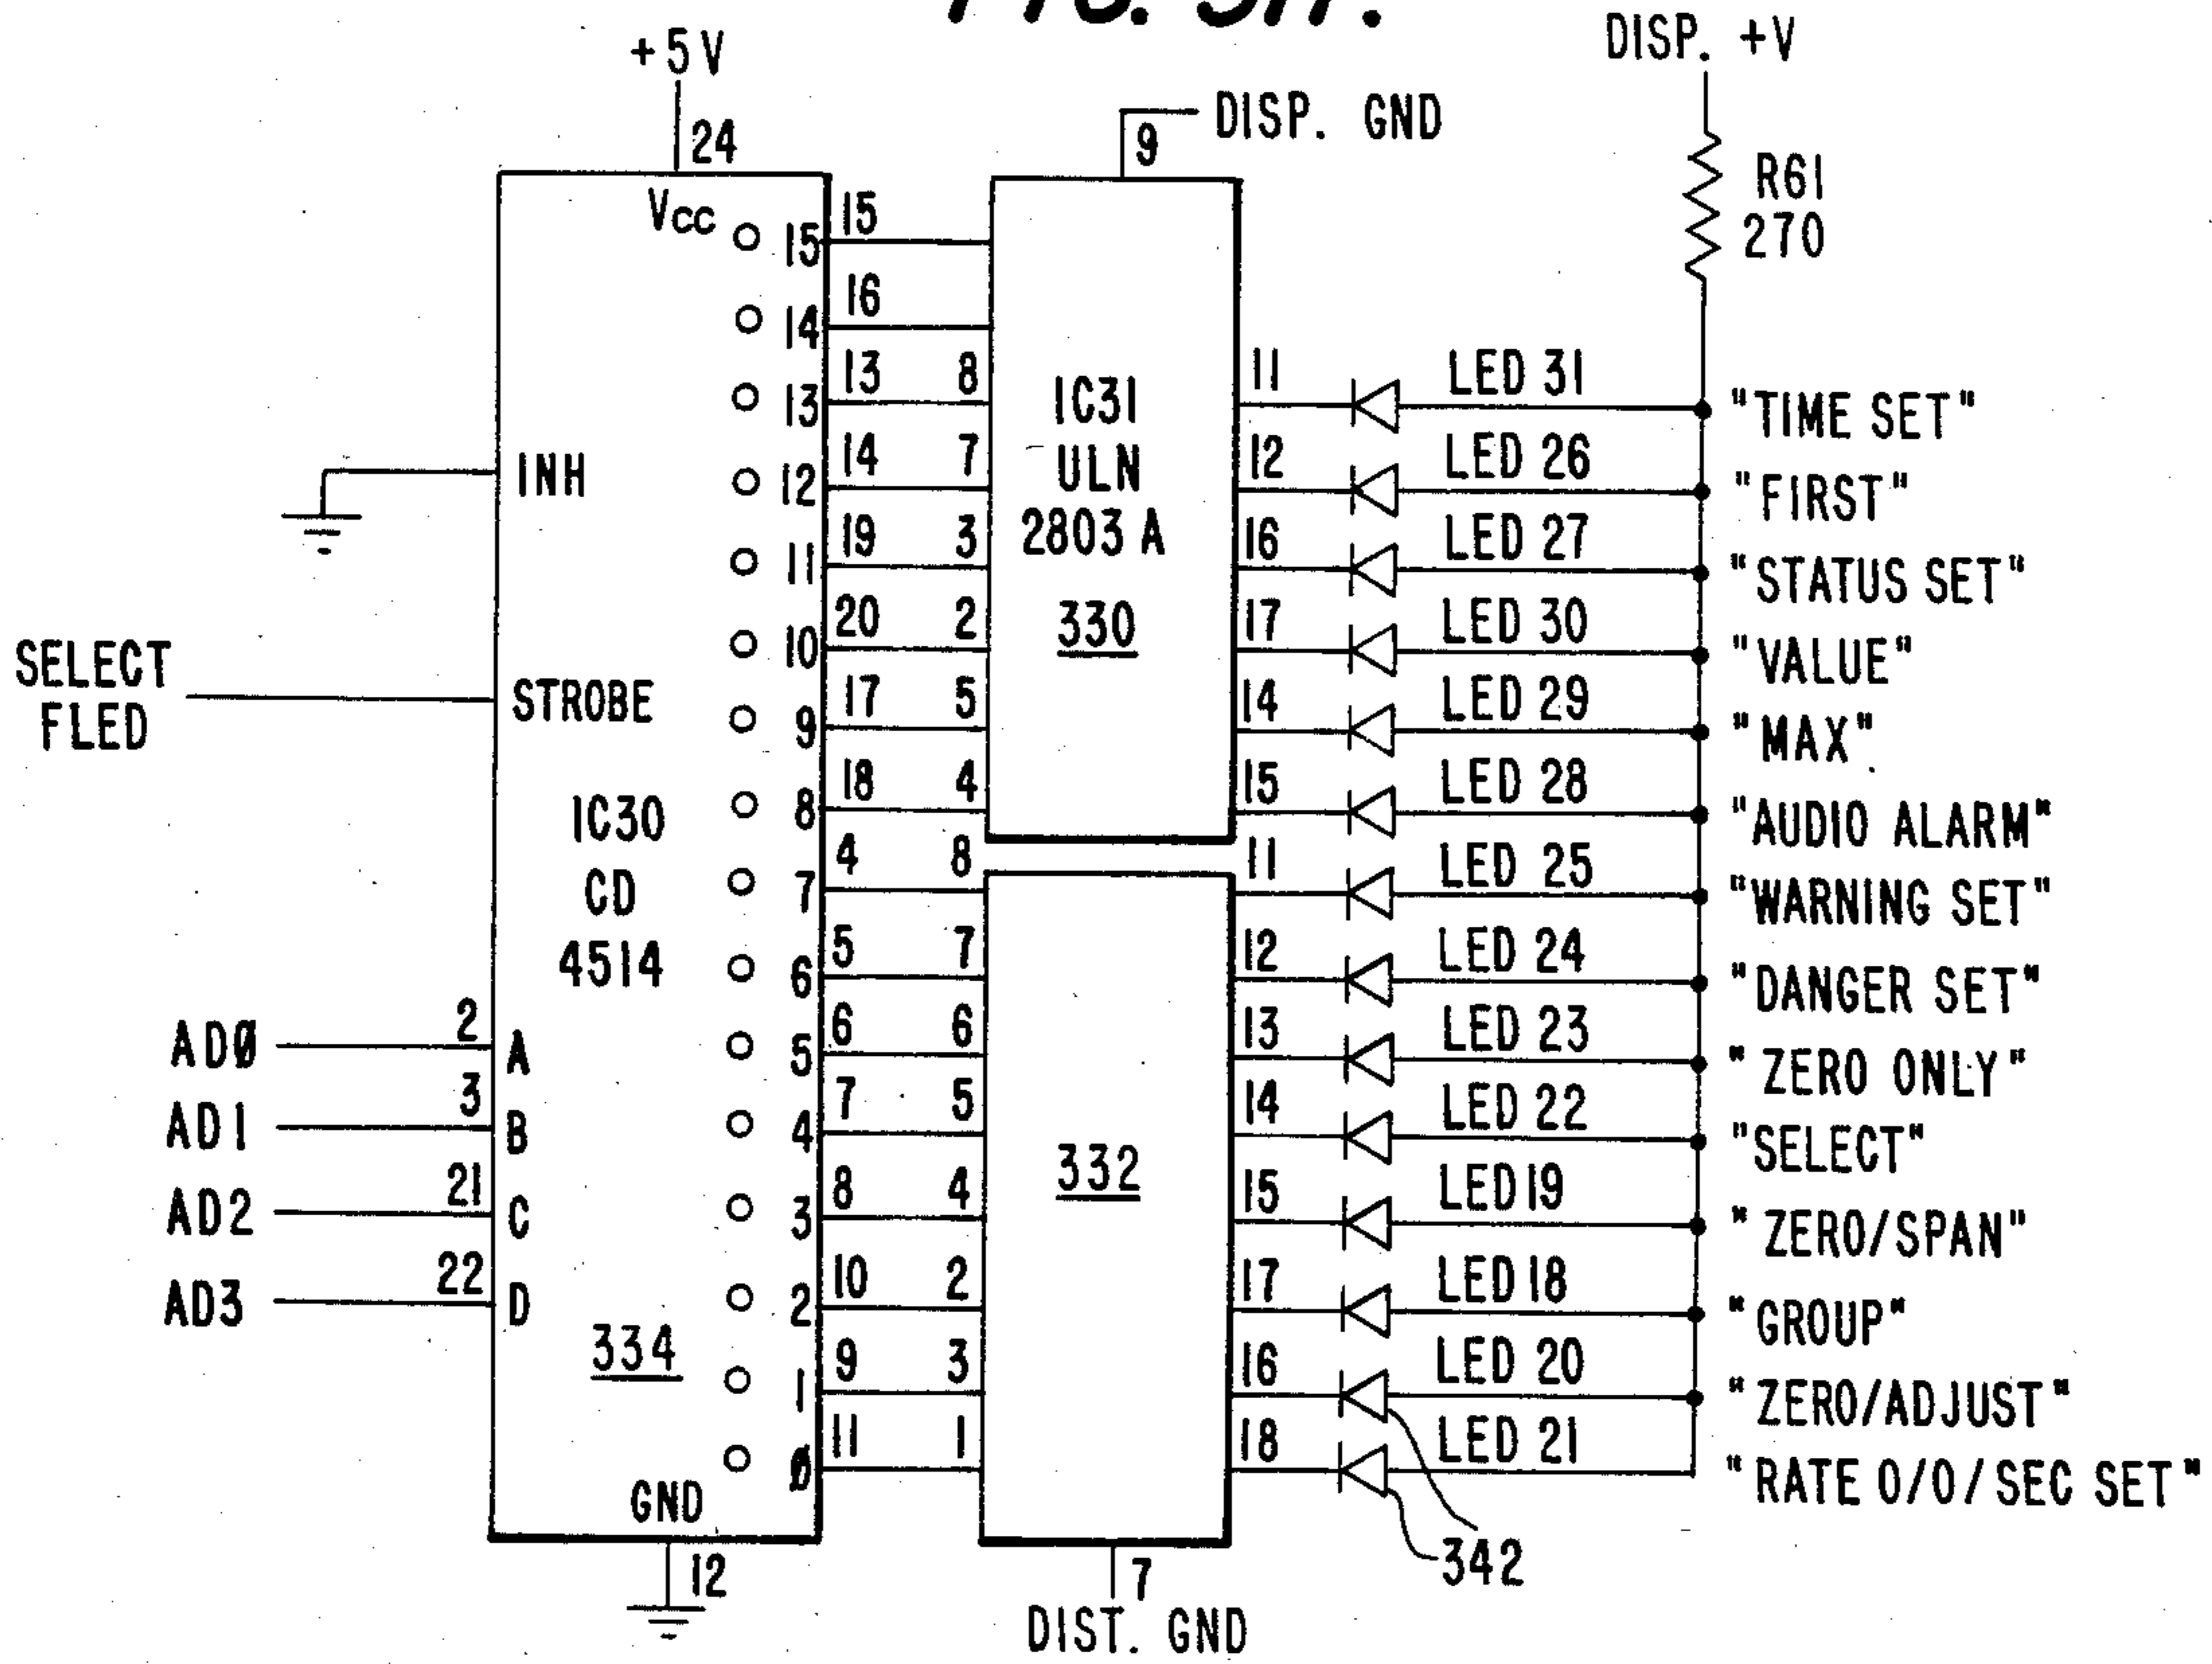 +5V
24
DISP. GND
9
DISP. +V
R61
270
VCC
INH
SELECT
FLED
STROBE
IC30
CD
4514
334
GND
12
AD0 2 A
AD1 3 B
AD2 21 C
AD3 22 D
15 15
14 16
13 13 8
12 14 7
11 19 3
10 20 2
9 17 5
8 18 4
7 4 8
6 5 7
5 6 6
4 7 5
3 8 4
2 10 2
1 9 3
Ø 11 1
IC31
ULN
2803 A
330
332
7
DIST. GND
11 LED 31 "TIME SET"
12 LED 26 "FIRST"
16 LED 27 "STATUS SET"
17 LED 30 "VALUE"
14 LED 29 "MAX"
15 LED 28 "AUDIO ALARM"
11 LED 25 "WARNING SET"
12 LED 24 "DANGER SET"
13 LED 23 "ZERO ONLY"
14 LED 22 "SELECT"
15 LED 19 "ZERO/SPAN"
17 LED 18 "GROUP"
16 LED 20 "ZERO/ADJUST"
18 LED 21 "RATE 0/0/SEC SET"
342